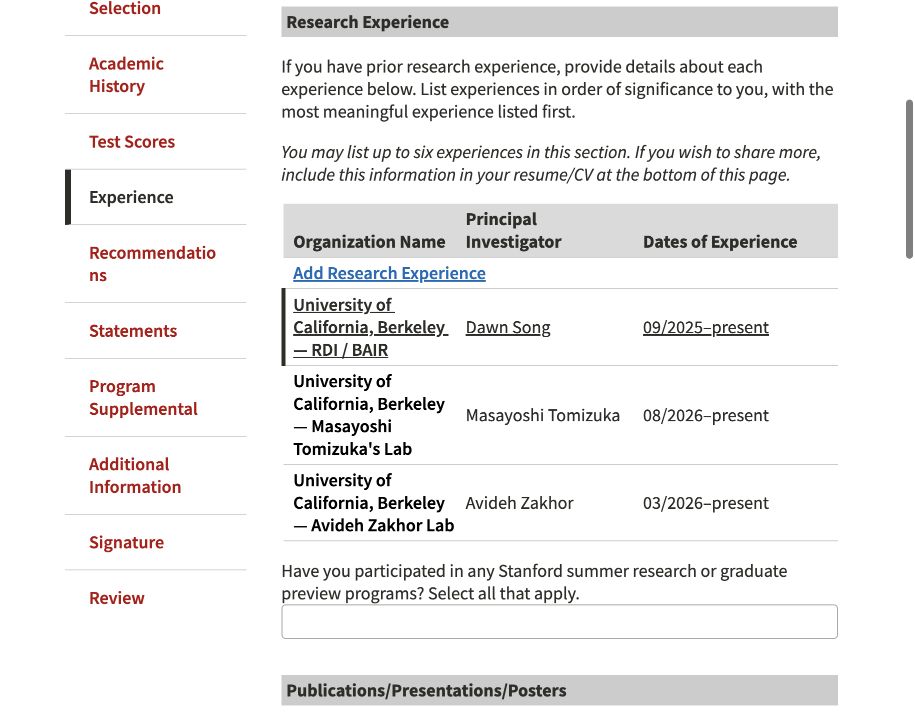 Selection
Academic
History
Test Scores
Experience
Recommendatio
ns
Statements
Program
Supplemental
Additional
Information
Signature
Review
Research Experience
If you have prior research experience, provide details about each
experience below. List experiences in order of significance to you, with the
most meaningful experience listed first.
You may list up to six experiences in this section. If you wish to share more,
include this information in your resume/CV at the bottom of this page.
Organization Name
Principal
Investigator
Dates of Experience
Add Research Experience
University of
California, Berkeley
— RDI / BAIR
Dawn Song
09/2025–present
University of
California, Berkeley
— Masayoshi
Tomizuka's Lab
Masayoshi Tomizuka
08/2026–present
University of
California, Berkeley
— Avideh Zakhor Lab
Avideh Zakhor
03/2026–present
Have you participated in any Stanford summer research or graduate
preview programs? Select all that apply.
Publications/Presentations/Posters